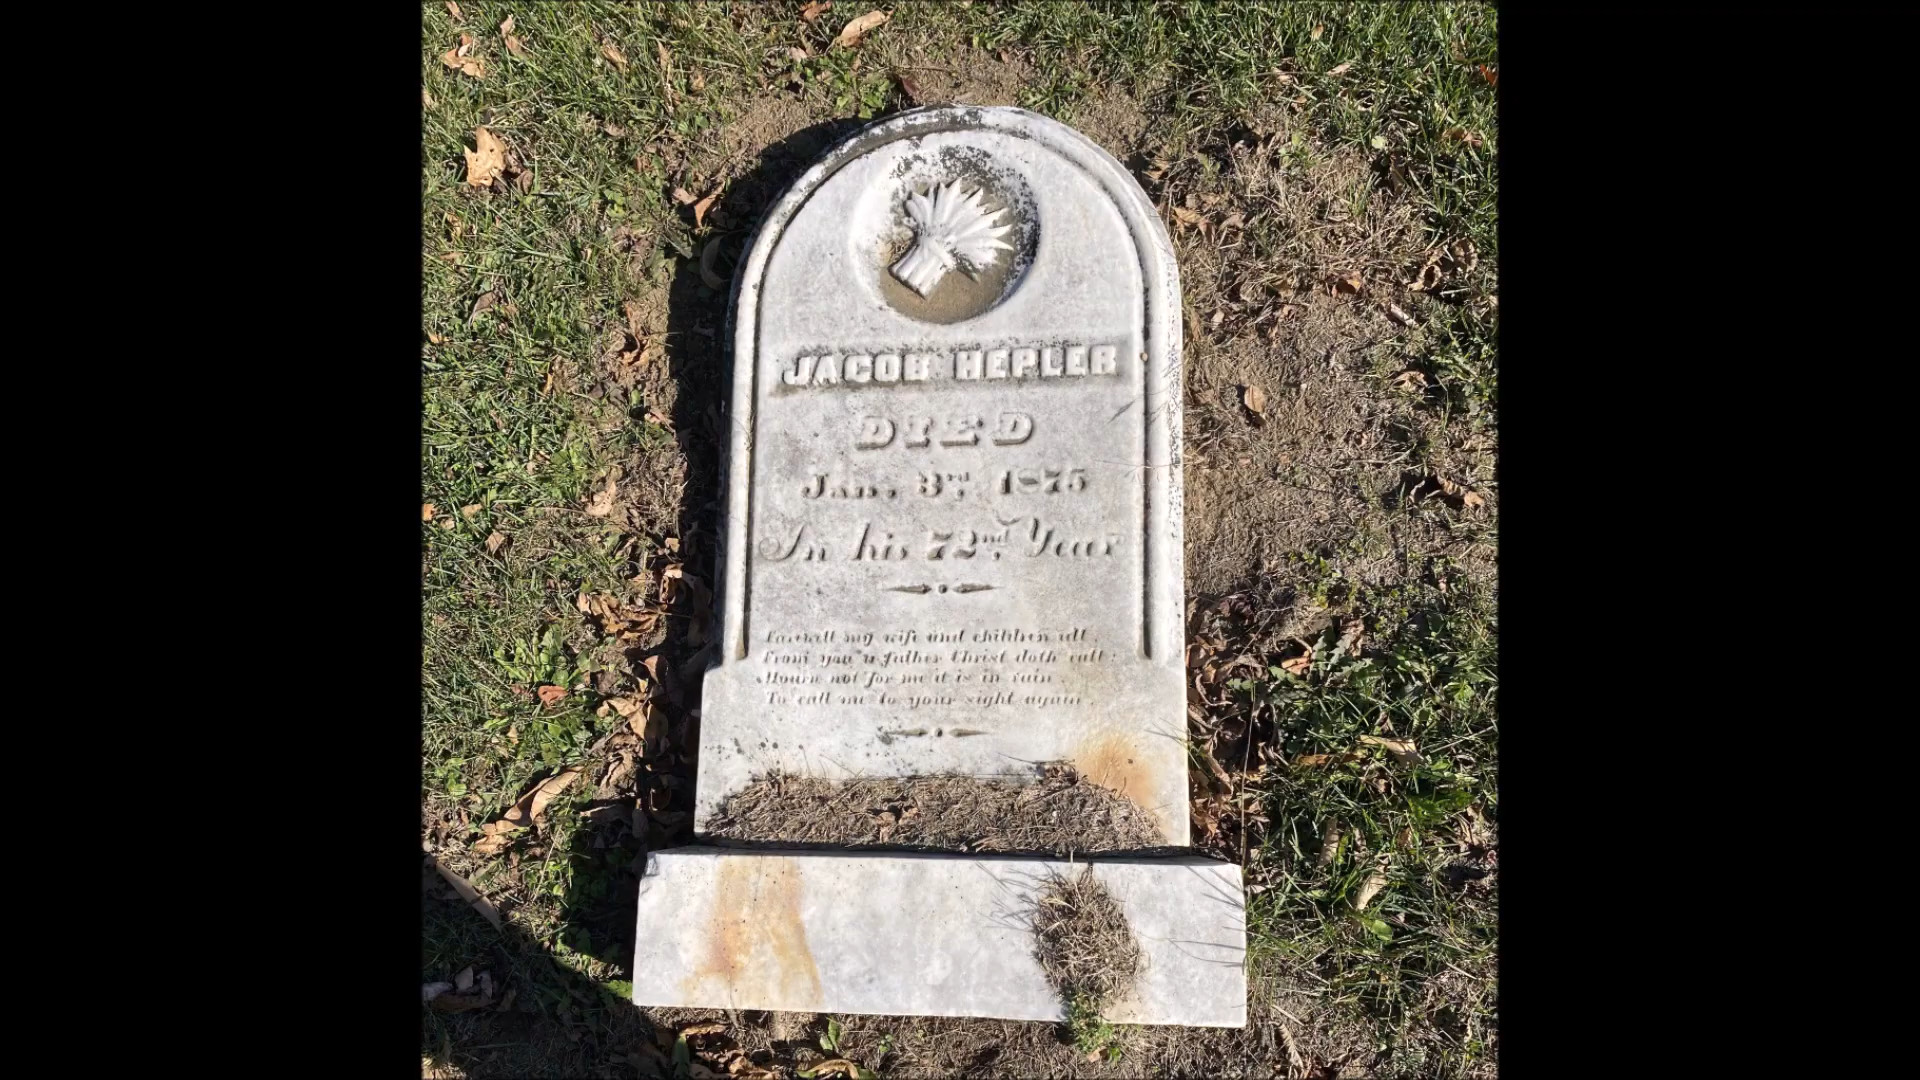 JACOB HEPLER
DIED
Jan. 3rd. 1875
In his 72nd. Year
Farewell my wife and children all
From you a father Christ doth call
Mourn not for me it is in vain
To call me to your sight again